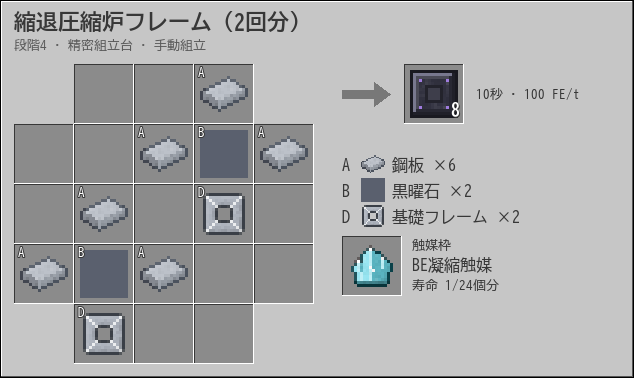 縮退圧縮炉フレーム（2回分）
段階4 · 精密組立台 · 手動組立
A
A
B
A
A
D
A
B
A
D
8
10秒 · 100 FE/t
A 鋼板 ×6
B 黒曜石 ×2
D 基礎フレーム ×2
触媒枠
BE凝縮触媒
寿命 1/24個分